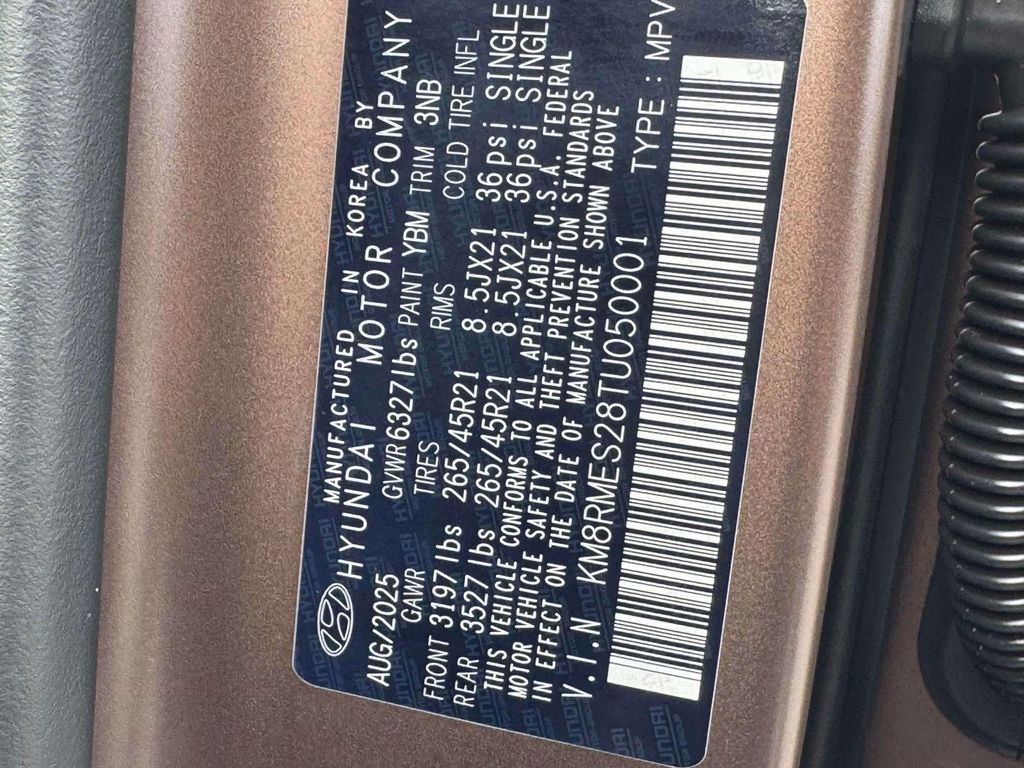 MANUFACTURED IN KOREA BY
HYUNDAI MOTOR COMPANY
AUG/2025 GVWR 6327 lbs PAINT YBM TRIM 3NB
GAWR TIRES RIMS COLD TIRE INFL
FRONT 3197 lbs 265/45R21 8.5JX21 36psi SINGLE
REAR 3527 lbs 265/45R21 8.5JX21 36psi SINGLE
THIS VEHICLE CONFORMS TO ALL APPLICABLE U.S.A. FEDERAL
MOTOR VEHICLE SAFETY AND THEFT PREVENTION STANDARDS
IN EFFECT ON THE DATE OF MANUFACTURE SHOWN ABOVE
V.I.N KM8RMES28TU050001 TYPE : MPV